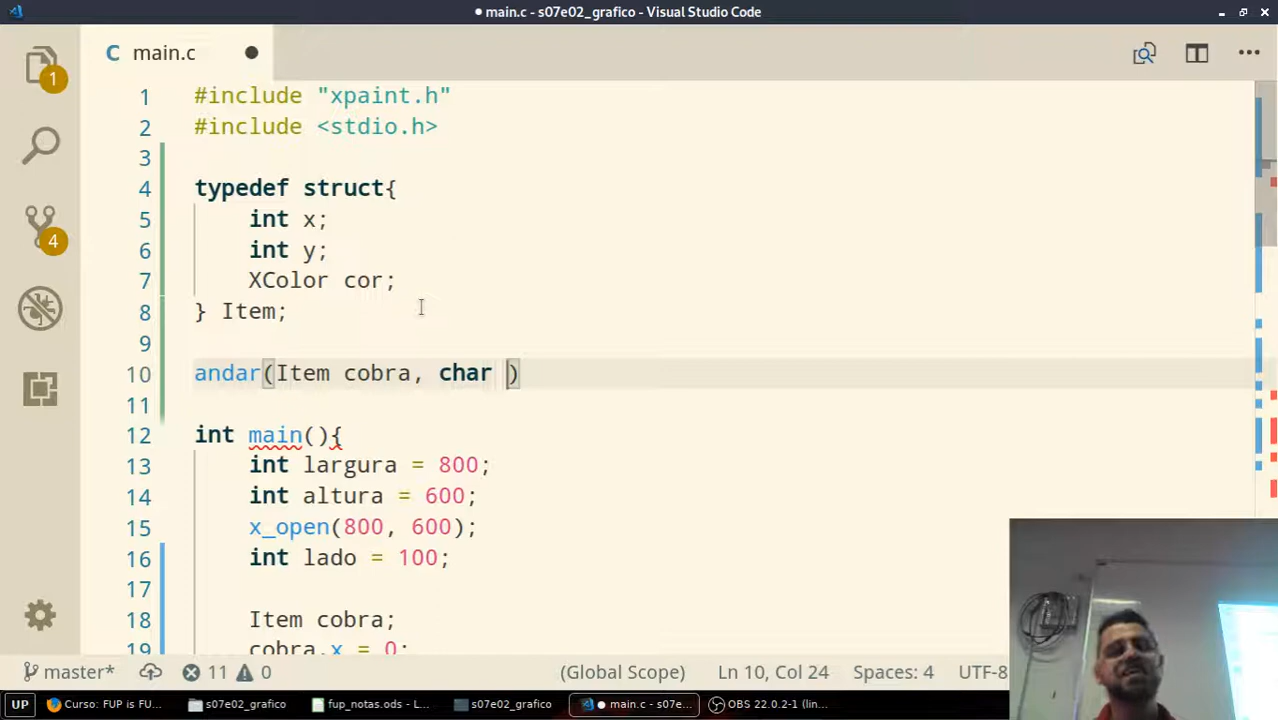 main.c - s07e02_grafico - Visual Studio Code
C main.c
1 #include "xpaint.h"
2 #include <stdio.h>
3
4 typedef struct{
5 int x;
6 int y;
7 XColor cor;
8 } Item;
9
10 andar(Item cobra, char )
11
12 int main(){
13 int largura = 800;
14 int altura = 600;
15 x_open(800, 600);
16 int lado = 100;
17
18 Item cobra;
19 cobra.x = 0;
1
4
master* 11 0 (Global Scope) Ln 10, Col 24 Spaces: 4 UTF-8
UP Curso: FUP is FU... s07e02_grafico fup_notas.ods - L... s07e02_grafico main.c - s07e... OBS 22.0.2-1 (lin...